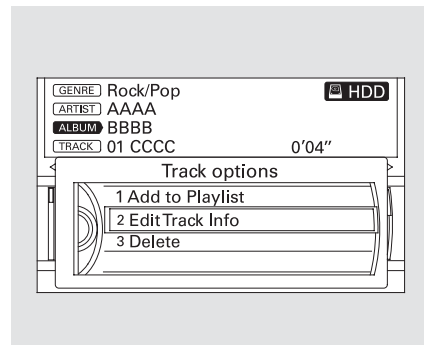 GENRE Rock/Pop HDD
ARTIST AAAA
ALBUM BBBB
TRACK 01 CCCC 0'04"
Track options
1 Add to Playlist
2 Edit Track Info
3 Delete